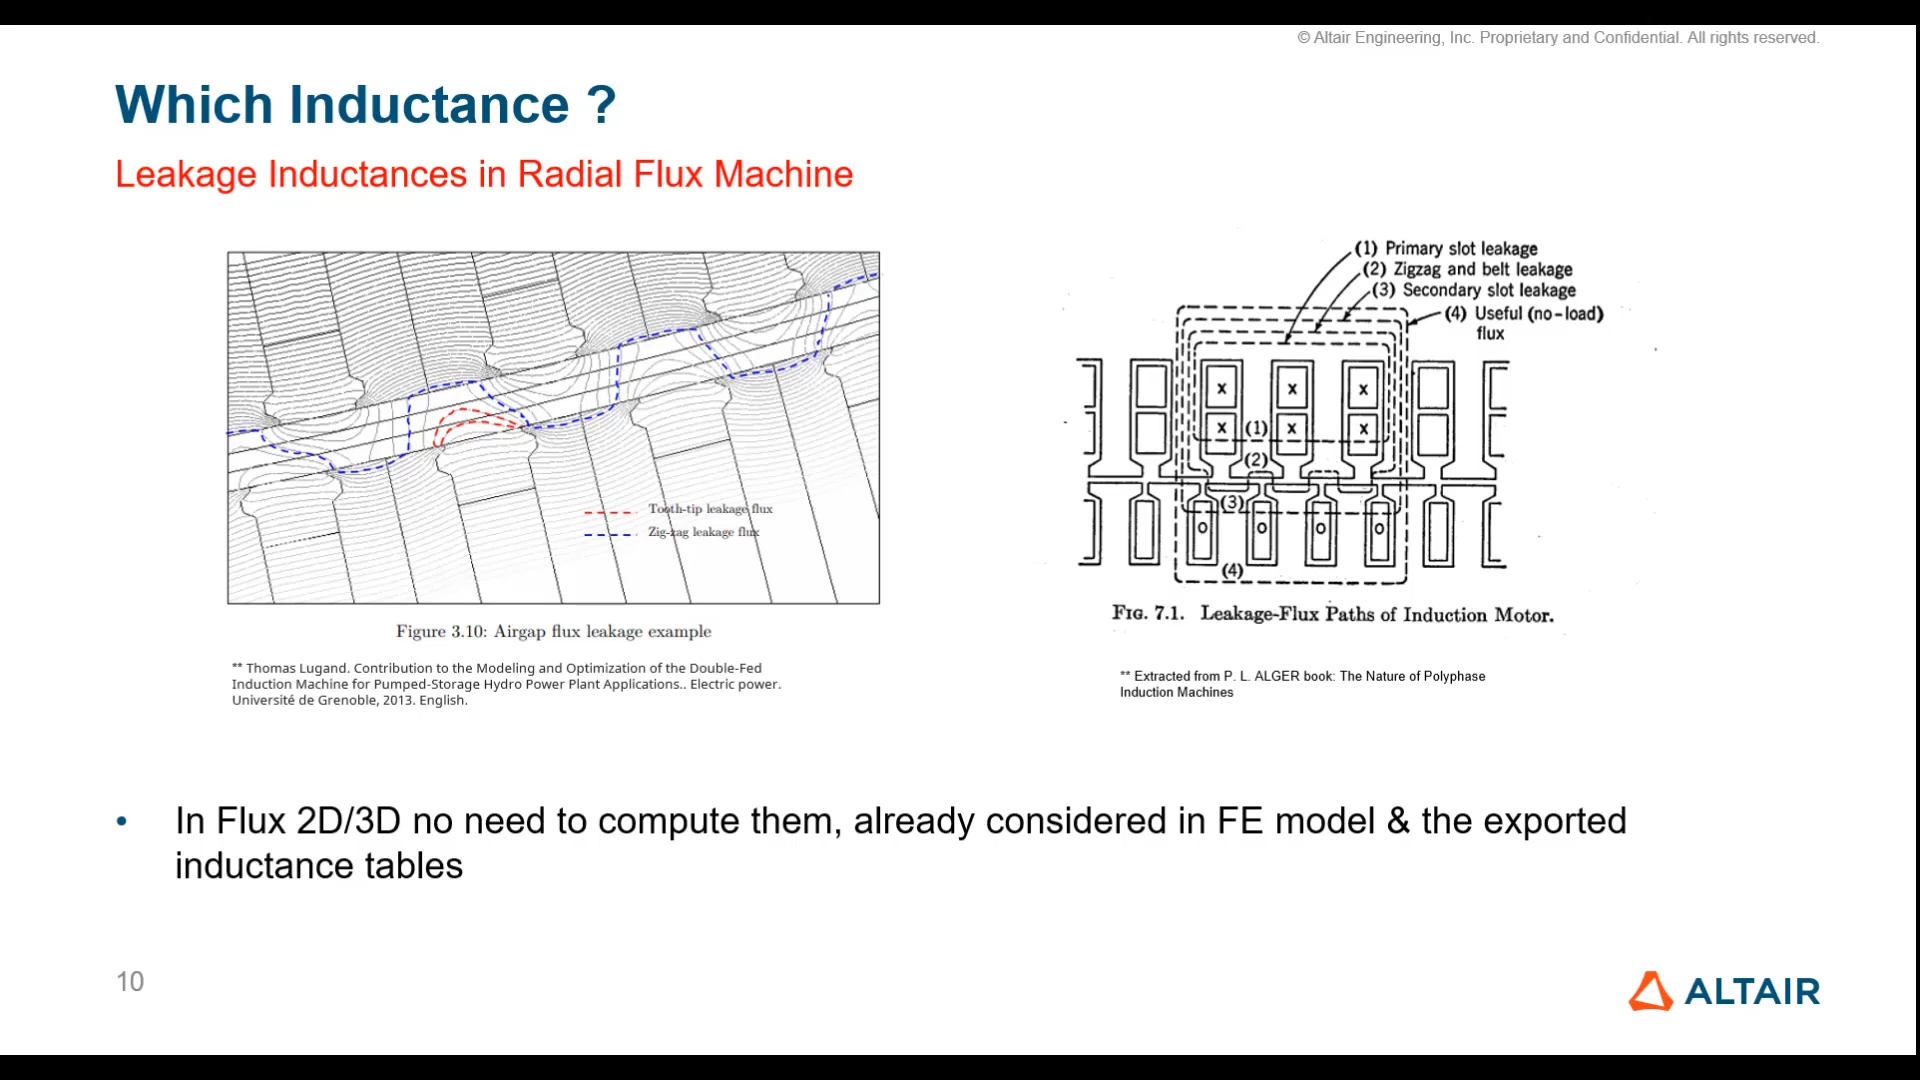 © Altair Engineering, Inc. Proprietary and Confidential. All rights reserved.
Which Inductance ?
Leakage Inductances in Radial Flux Machine
Tooth-tip leakage flux
Zig-zag leakage flux
Figure 3.10: Airgap flux leakage example
** Thomas Lugand. Contribution to the Modeling and Optimization of the Double-Fed
Induction Machine for Pumped-Storage Hydro Power Plant Applications.. Electric power.
Université de Grenoble, 2013. English.
(1) Primary slot leakage
(2) Zigzag and belt leakage
(3) Secondary slot leakage
(4) Useful (no-load)
flux
x x x
x (1) x x
(2)
(3)
o o o o
(4)
FIG. 7.1. Leakage-Flux Paths of Induction Motor.
** Extracted from P. L. ALGER book: The Nature of Polyphase
Induction Machines
• In Flux 2D/3D no need to compute them, already considered in FE model & the exported
inductance tables
10
ALTAIR